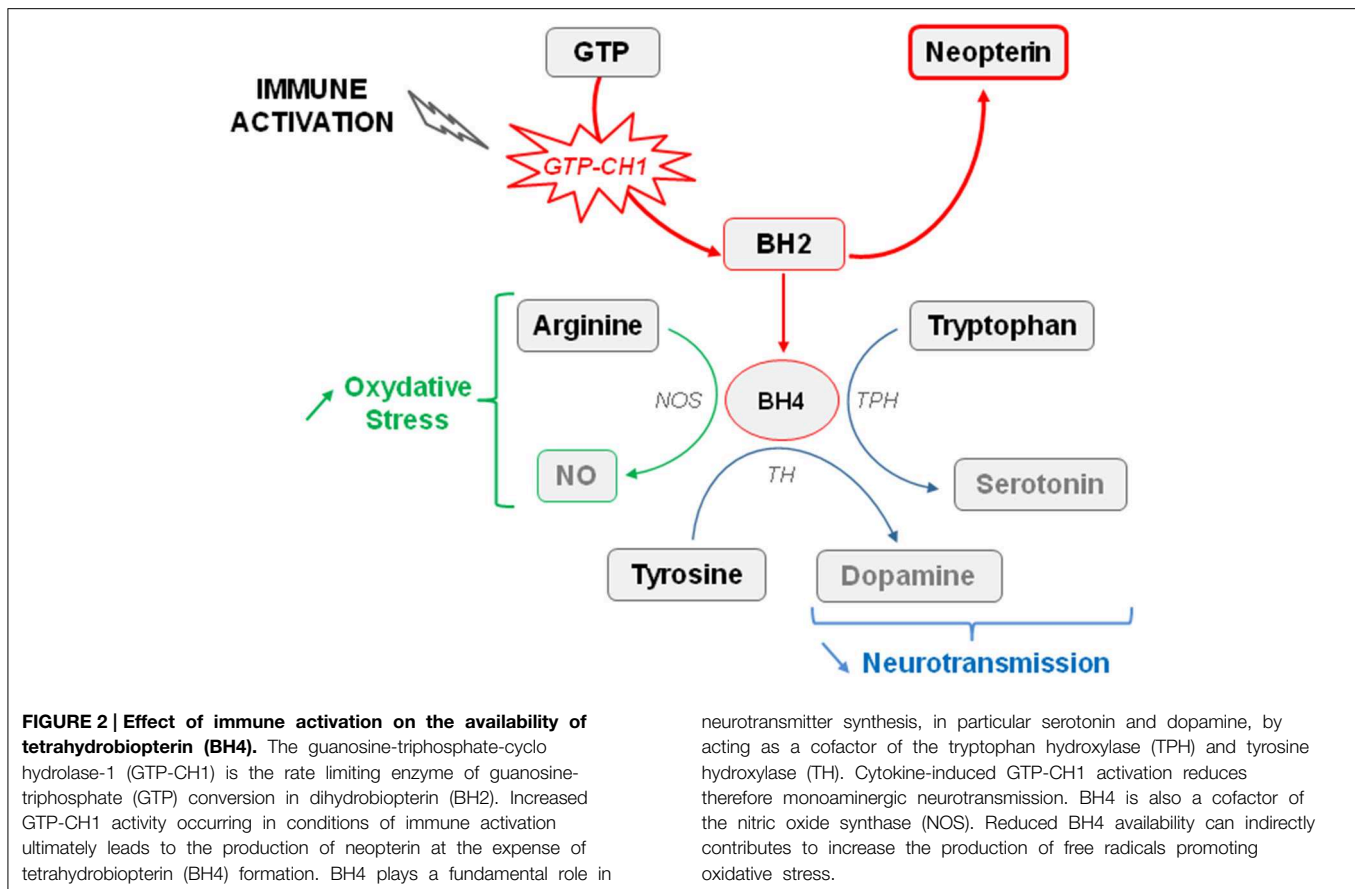 GTP
Neopterin
IMMUNE
ACTIVATION
GTP-CH1
BH2
Arginine
Tryptophan
Oxydative
Stress
NOS
BH4
TPH
NO
TH
Serotonin
Tyrosine
Dopamine
Neurotransmission
FIGURE 2 | Effect of immune activation on the availability of
tetrahydrobiopterin (BH4). The guanosine-triphosphate-cyclo
hydrolase-1 (GTP-CH1) is the rate limiting enzyme of guanosine-
triphosphate (GTP) conversion in dihydrobiopterin (BH2). Increased
GTP-CH1 activity occurring in conditions of immune activation
ultimately leads to the production of neopterin at the expense of
tetrahydrobiopterin (BH4) formation. BH4 plays a fundamental role in
neurotransmitter synthesis, in particular serotonin and dopamine, by
acting as a cofactor of the tryptophan hydroxylase (TPH) and tyrosine
hydroxylase (TH). Cytokine-induced GTP-CH1 activation reduces
therefore monoaminergic neurotransmission. BH4 is also a cofactor of
the nitric oxide synthase (NOS). Reduced BH4 availability can indirectly
contributes to increase the production of free radicals promoting
oxidative stress.